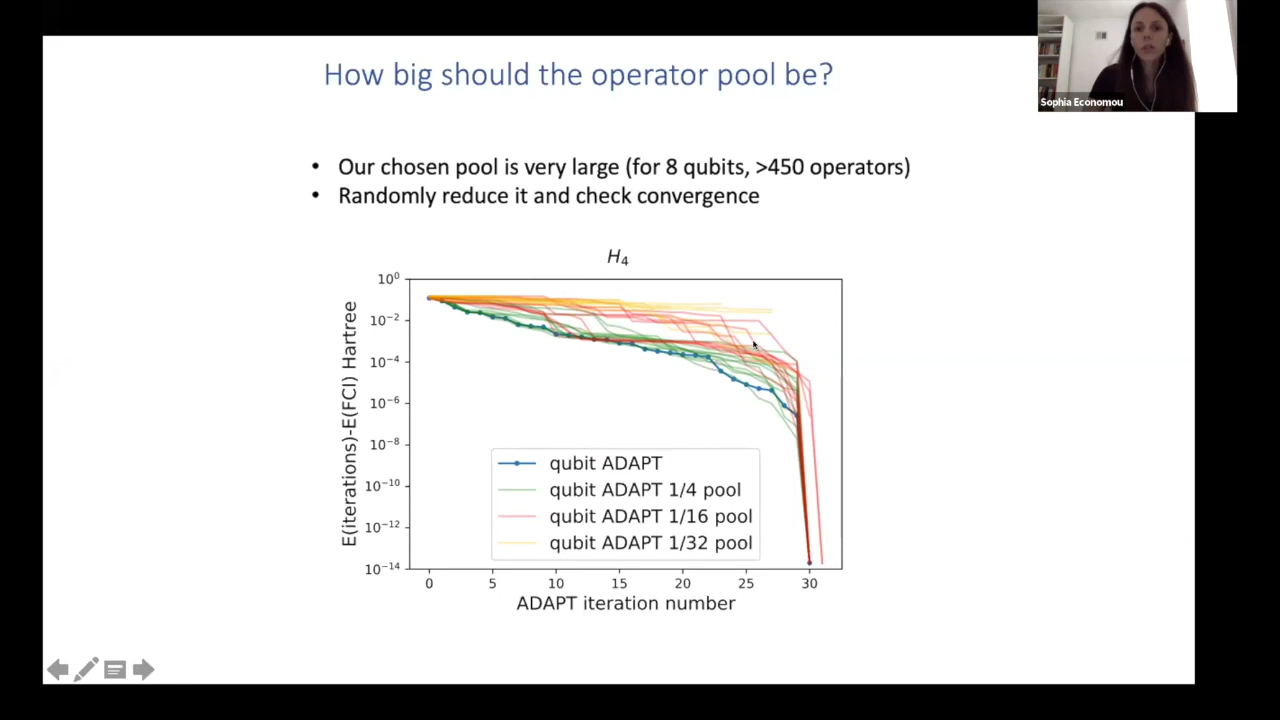 How big should the operator pool be?
Sophia Economou
• Our chosen pool is very large (for 8 qubits, >450 operators)
• Randomly reduce it and check convergence
H₄
E(iterations)-E(FCI) Hartree
10⁰
10⁻²
10⁻⁴
10⁻⁶
10⁻⁸
10⁻¹⁰
10⁻¹²
10⁻¹⁴
qubit ADAPT
qubit ADAPT 1/4 pool
qubit ADAPT 1/16 pool
qubit ADAPT 1/32 pool
0 5 10 15 20 25 30
ADAPT iteration number